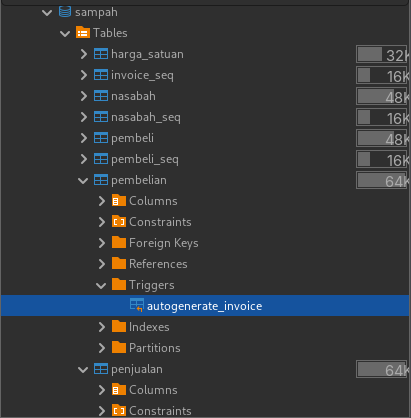 sampah
Tables
harga_satuan 32K
invoice_seq 16K
nasabah 48K
nasabah_seq 16K
pembeli 48K
pembeli_seq 16K
pembelian 64K
Columns
Constraints
Foreign Keys
References
Triggers
autogenerate_invoice
Indexes
Partitions
penjualan 64K
Columns
Constraints